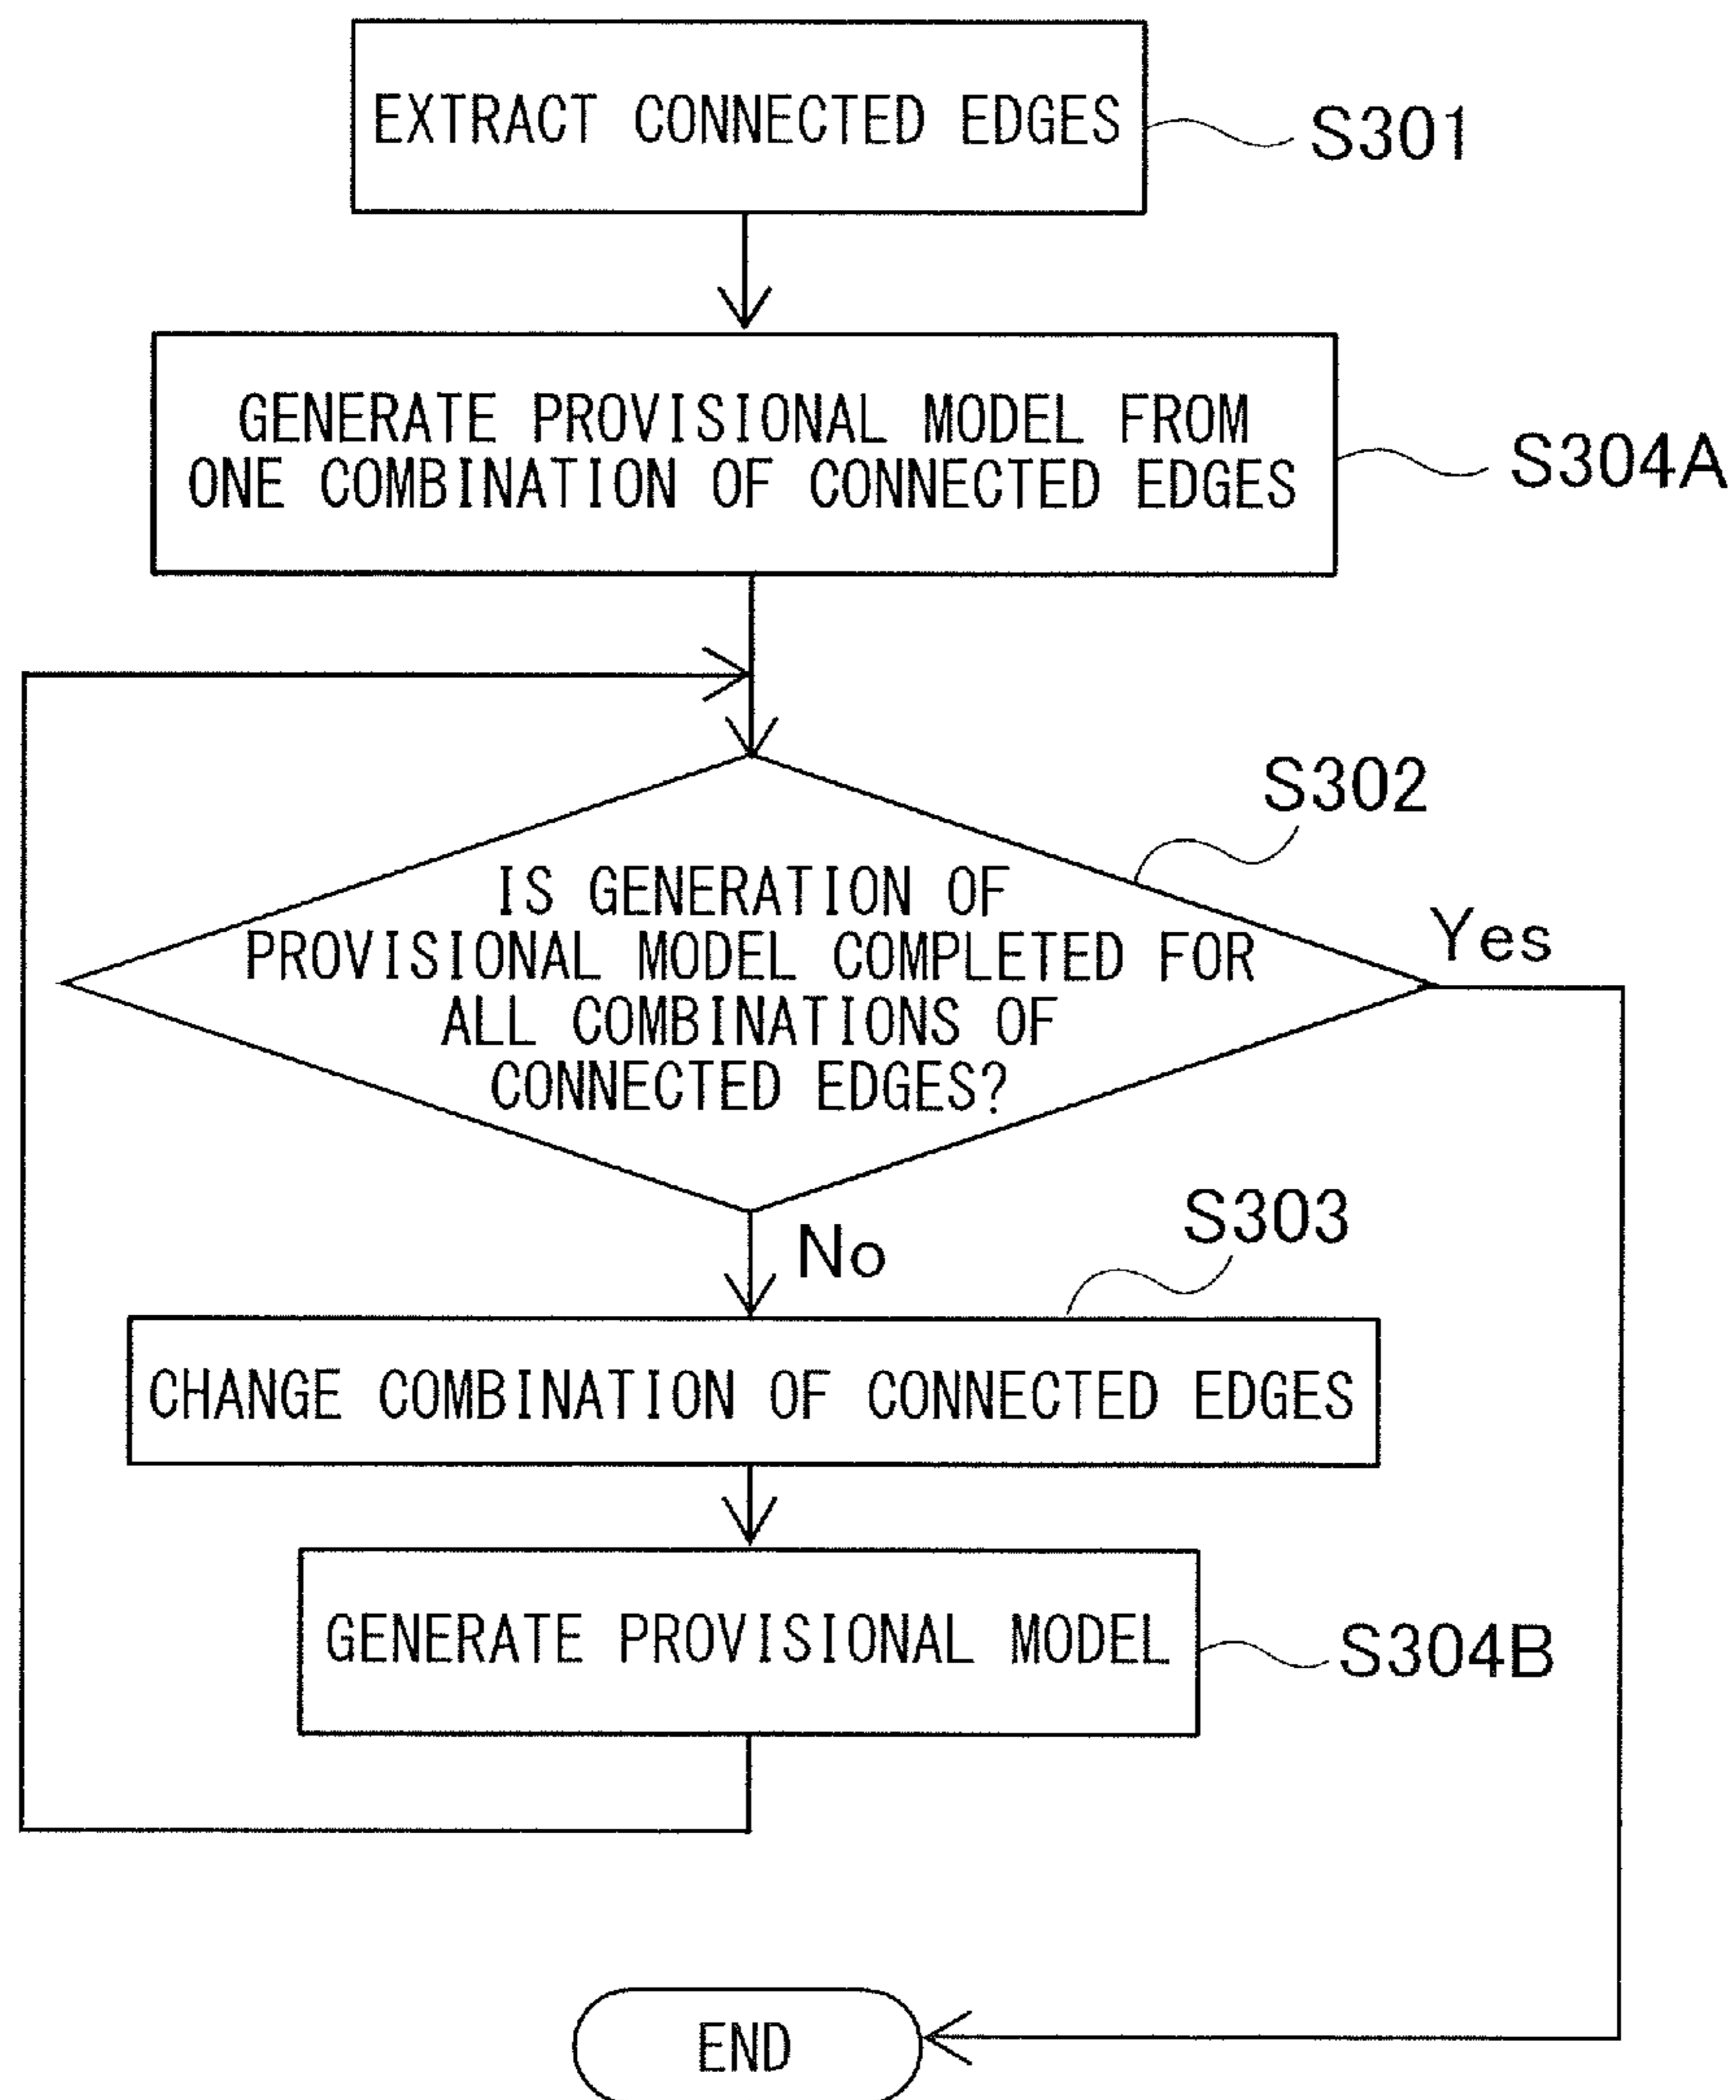 EXTRACT CONNECTED EDGES
S301
GENERATE PROVISIONAL MODEL FROM
ONE COMBINATION OF CONNECTED EDGES
S304A
S302
IS GENERATION OF
PROVISIONAL MODEL COMPLETED FOR
ALL COMBINATIONS OF
CONNECTED EDGES?
Yes
No
S303
CHANGE COMBINATION OF CONNECTED EDGES
GENERATE PROVISIONAL MODEL
S304B
END